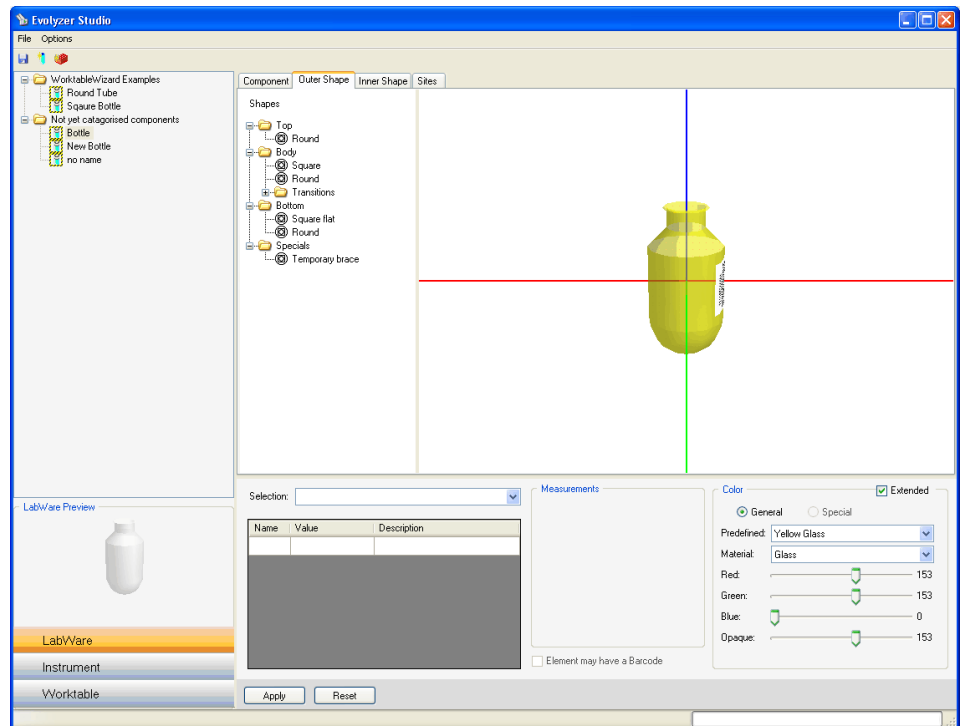 Evolyzer Studio
File Options
WorktableWizard Examples
Round Tube
Sqaure Bottle
Not yet catagorised components
Bottle
New Bottle
no name
Component Outer Shape Inner Shape Sites
Shapes
Top
Round
Body
Square
Round
Transitions
Bottom
Square flat
Round
Specials
Temporary brace
LabWare Preview
LabWare
Instrument
Worktable
Selection:
Name Value Description
Measurements
Element may have a Barcode
Color Extended
General Special
Predefined: Yellow Glass
Material: Glass
Red: 153
Green: 153
Blue: 0
Opaque: 153
Apply Reset